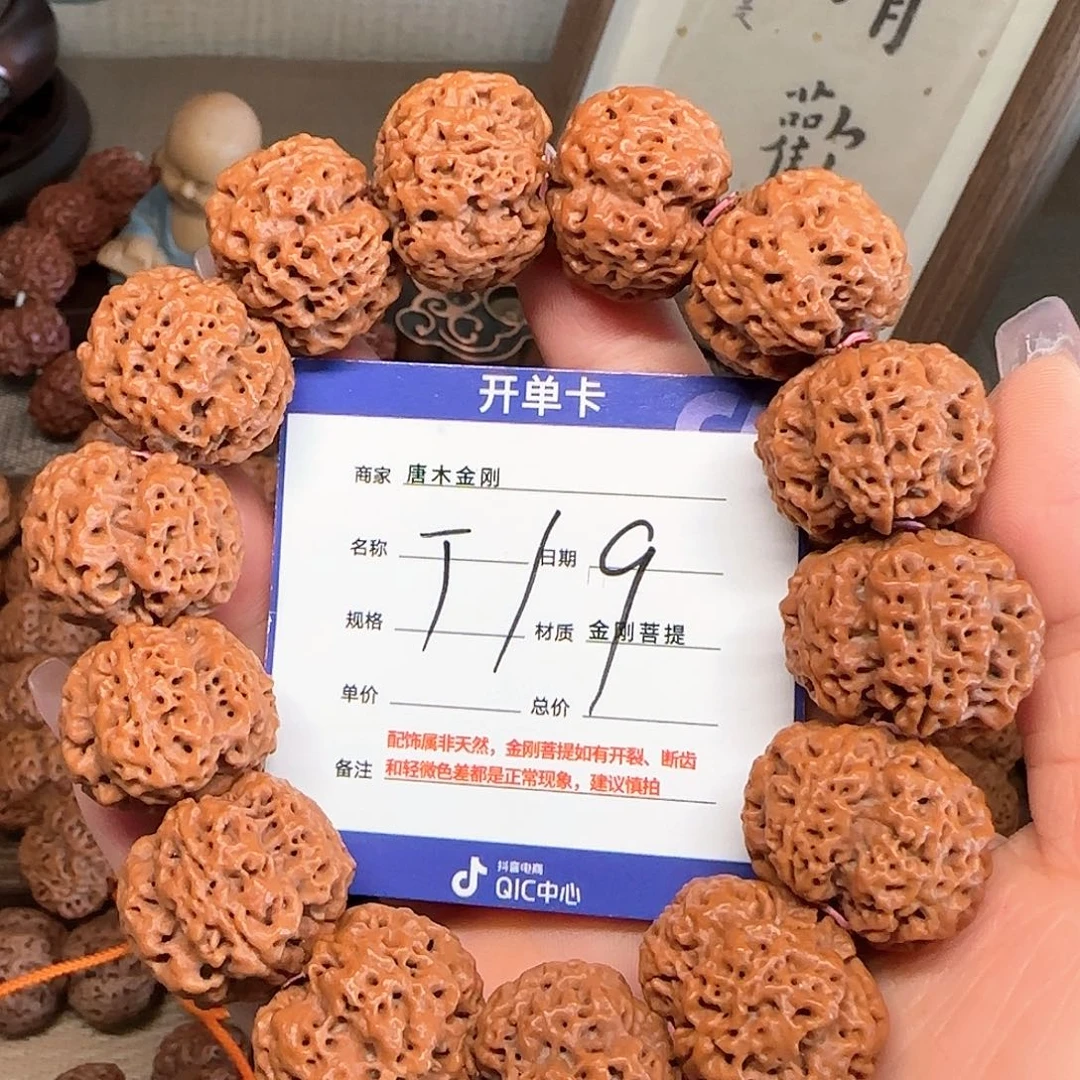 歡
开单卡
商家 唐木金刚
名称 日期
T/9
规格 材质 金刚菩提
单价 总价
配饰属非天然，金刚菩提如有开裂、断齿
备注 和轻微色差都是正常现象，建议慎拍
抖音电商
QIC中心